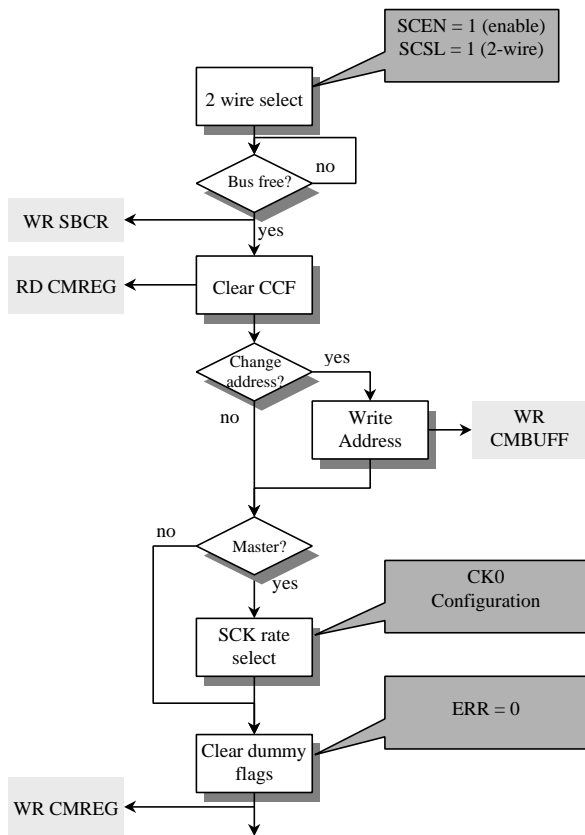 SCEN = 1 (enable)
SCSL = 1 (2-wire)
2 wire select
no
Bus free?
WR SBCR
yes
RD CMREG
Clear CCF
yes
Change
address?
no
Write
Address
WR
CMBUFF
no
Master?
yes
CK0
Configuration
SCK rate
select
ERR = 0
Clear dummy
flags
WR CMREG